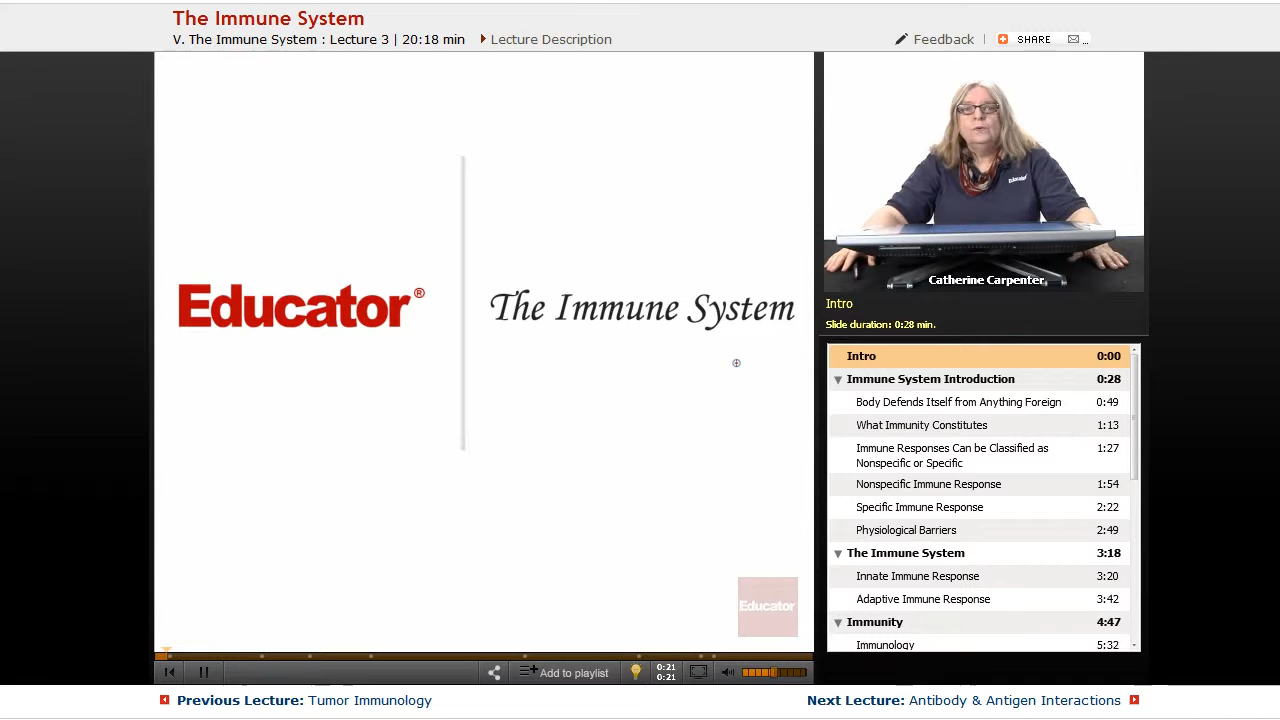 The Immune System
V. The Immune System : Lecture 3 | 20:18 min
Lecture Description
Feedback
SHARE
Educator®
The Immune System
Educator
Educator
Catherine Carpenter
Intro
Slide duration: 0:28 min.
Intro 0:00
Immune System Introduction 0:28
Body Defends Itself from Anything Foreign 0:49
What Immunity Constitutes 1:13
Immune Responses Can be Classified as
Nonspecific or Specific 1:27
Nonspecific Immune Response 1:54
Specific Immune Response 2:22
Physiological Barriers 2:49
The Immune System 3:18
Innate Immune Response 3:20
Adaptive Immune Response 3:42
Immunity 4:47
Immunology 5:32
Add to playlist
0:21
0:21
Previous Lecture: Tumor Immunology
Next Lecture: Antibody & Antigen Interactions